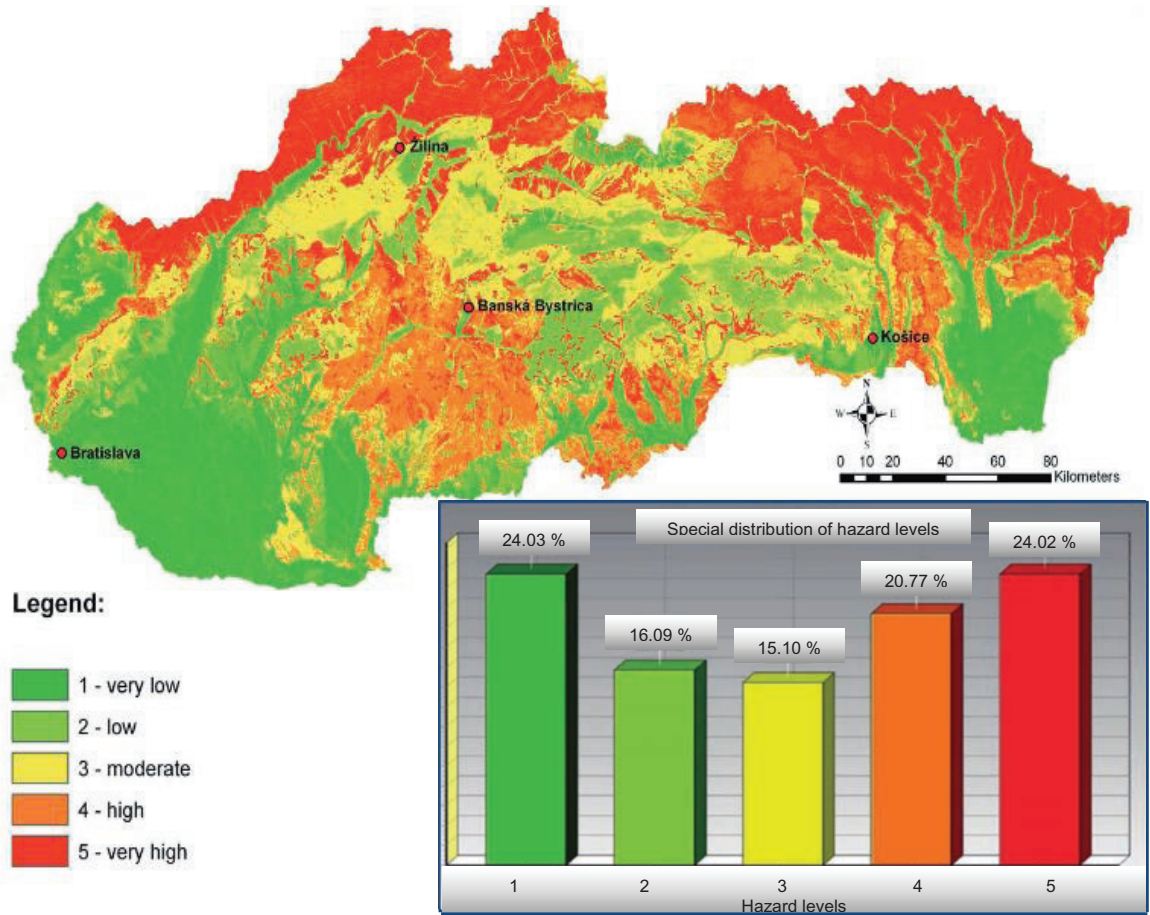 Žilina
Banská Bystrica
Košice
Bratislava
N
W E
S
0 10 20 40 60 80
Kilometers
Special distribution of hazard levels
24.03 %
16.09 %
15.10 %
20.77 %
24.02 %
1 2 3 4 5
Hazard levels
Legend:
1 - very low
2 - low
3 - moderate
4 - high
5 - very high